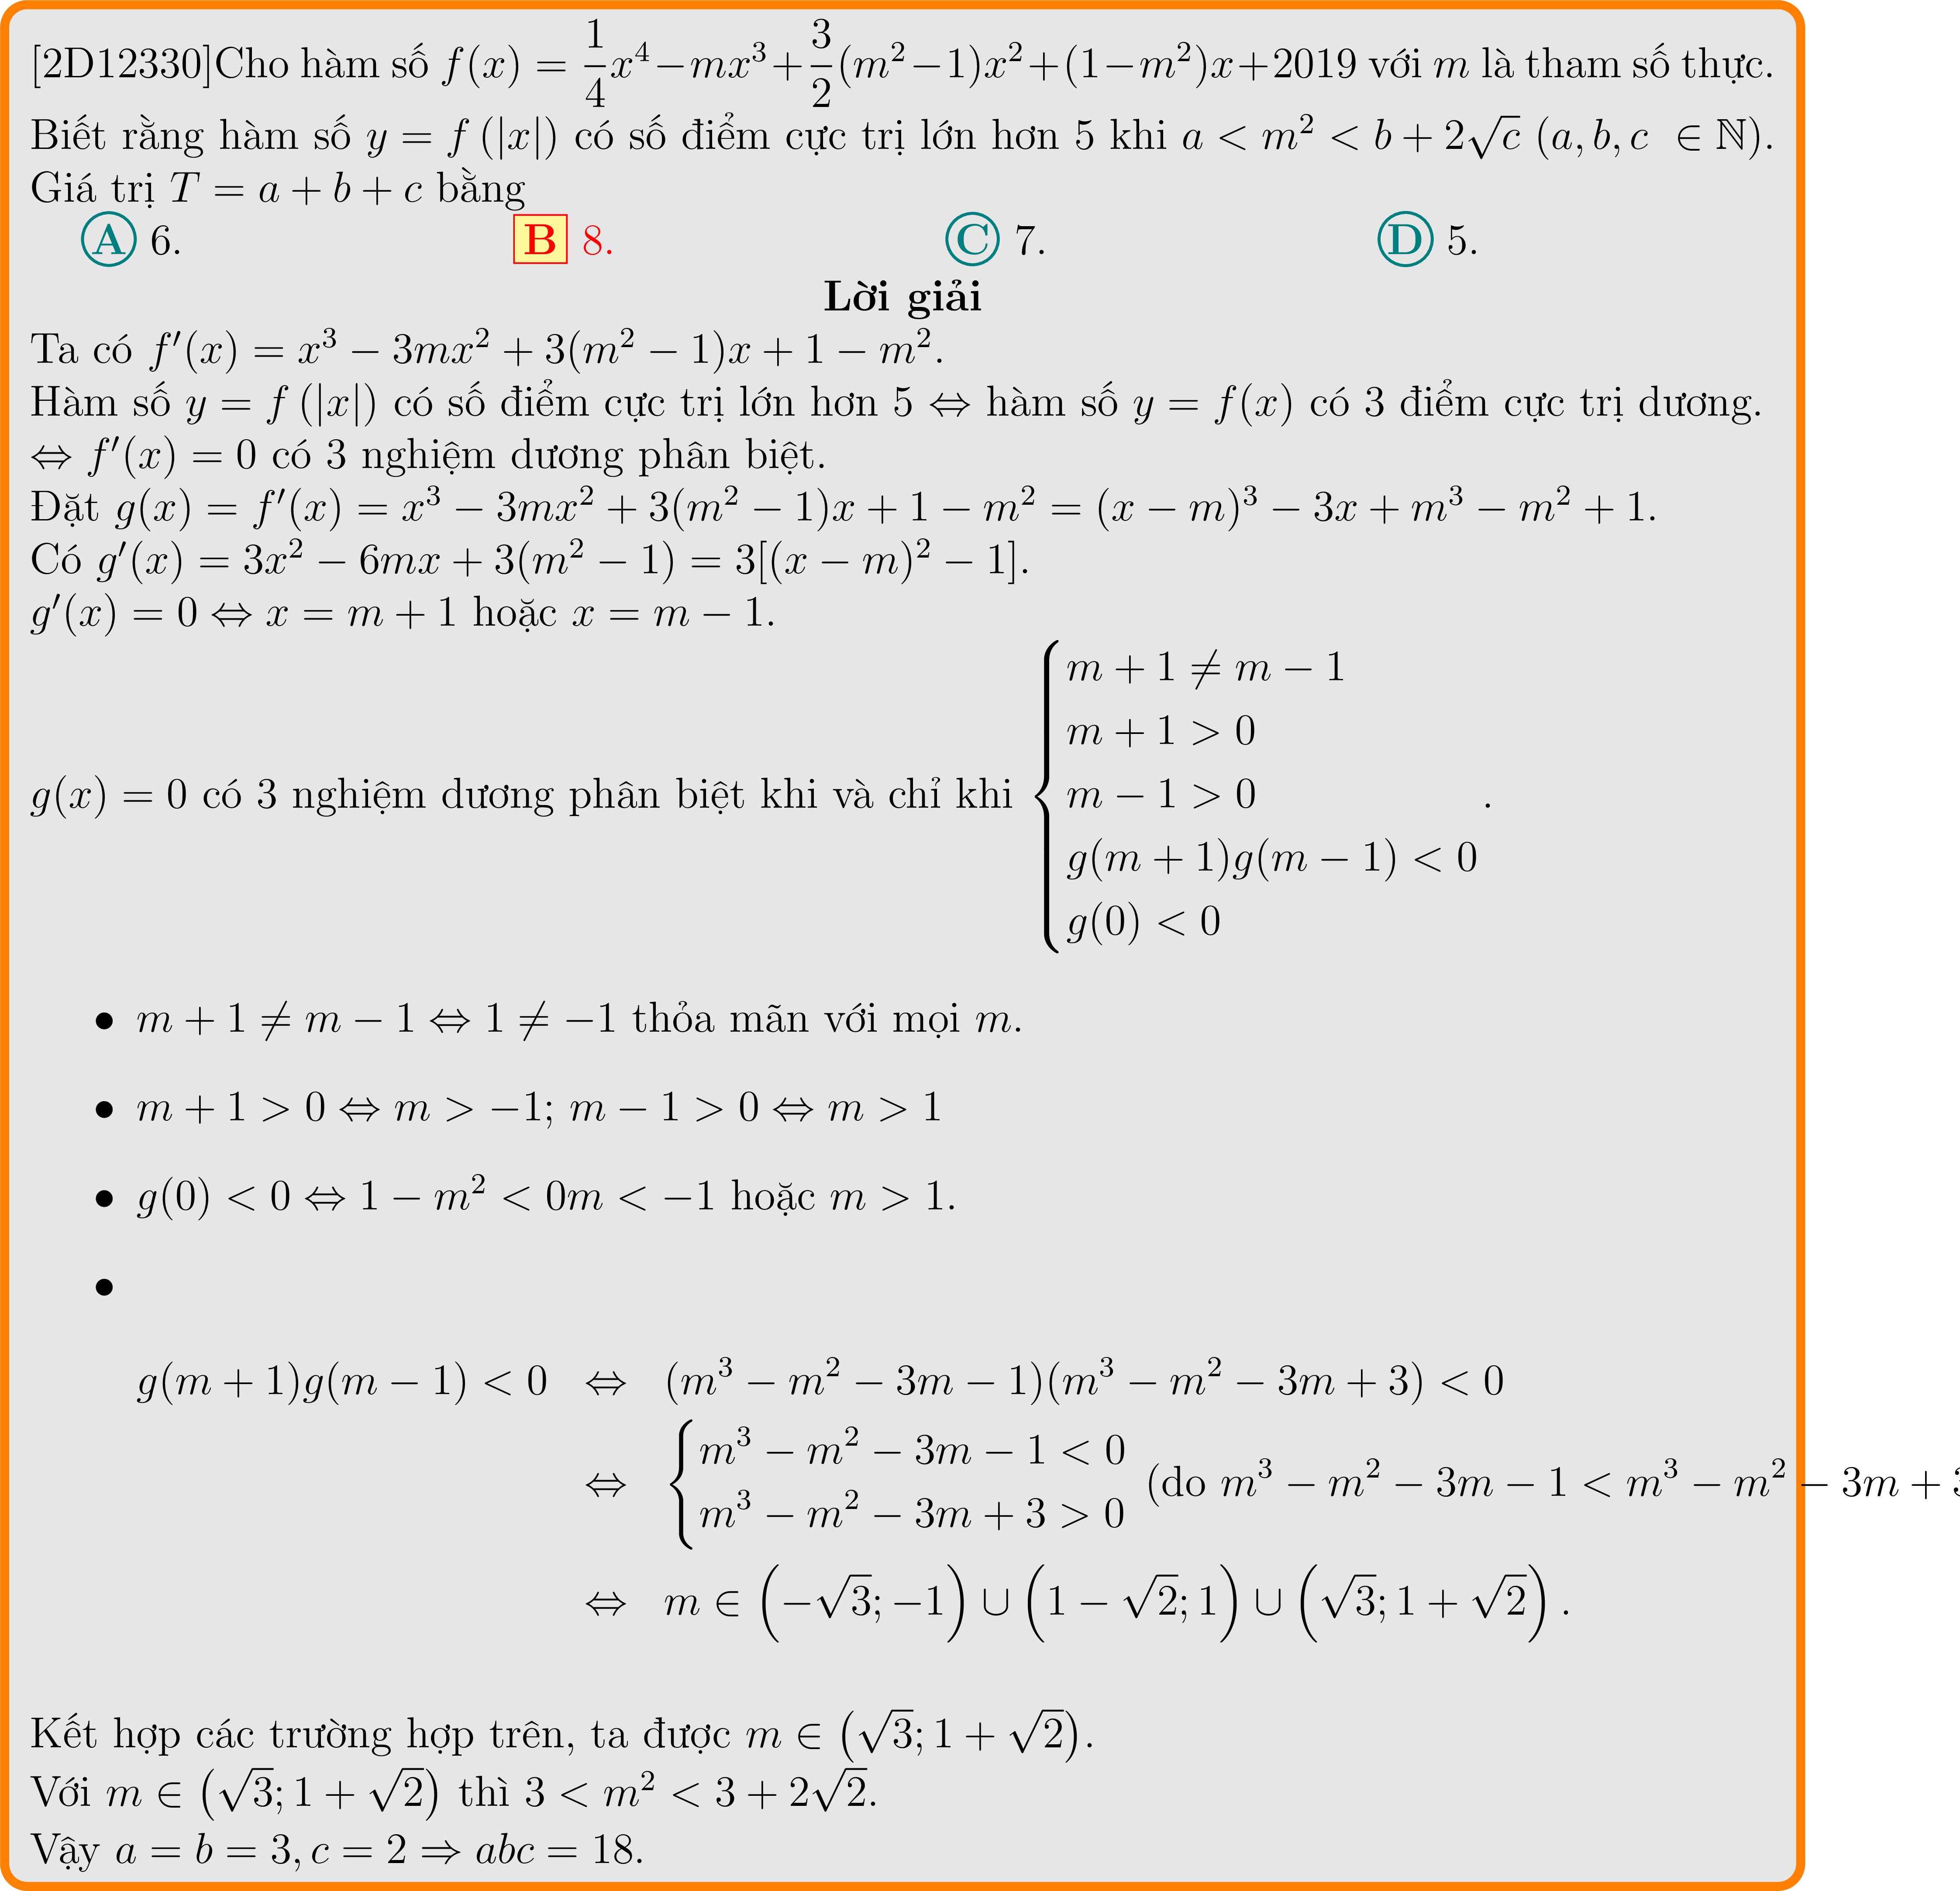 [2D12330]Cho hàm số $f(x) = \dfrac{1}{4}x^4 - mx^3 + \dfrac{3}{2}(m^2 - 1)x^2 + (1 - m^2)x + 2019$ với $m$ là tham số thực.
Biết rằng hàm số $y = f(|x|)$ có số điểm cực trị lớn hơn 5 khi $a < m^2 < b + 2\sqrt{c}$ $(a, b, c \in \mathbb{N})$.
Giá trị $T = a + b + c$ bằng
A 6. B 8. C 7. D 5.
Lời giải
Ta có $f'(x) = x^3 - 3mx^2 + 3(m^2 - 1)x + 1 - m^2$.
Hàm số $y = f(|x|)$ có số điểm cực trị lớn hơn 5 $\Leftrightarrow$ hàm số $y = f(x)$ có 3 điểm cực trị dương.
$\Leftrightarrow f'(x) = 0$ có 3 nghiệm dương phân biệt.
Đặt $g(x) = f'(x) = x^3 - 3mx^2 + 3(m^2 - 1)x + 1 - m^2 = (x - m)^3 - 3x + m^3 - m^2 + 1$.
Có $g'(x) = 3x^2 - 6mx + 3(m^2 - 1) = 3[(x - m)^2 - 1]$.
$g'(x) = 0 \Leftrightarrow x = m + 1$ hoặc $x = m - 1$.
$g(x) = 0$ có 3 nghiệm dương phân biệt khi và chỉ khi $\begin{cases} m + 1 \neq m - 1 \\ m + 1 > 0 \\ m - 1 > 0 \\ g(m + 1)g(m - 1) < 0 \\ g(0) < 0 \end{cases}$.
• $m + 1 \neq m - 1 \Leftrightarrow 1 \neq -1$ thỏa mãn với mọi $m$.
• $m + 1 > 0 \Leftrightarrow m > -1$; $m - 1 > 0 \Leftrightarrow m > 1$
• $g(0) < 0 \Leftrightarrow 1 - m^2 < 0m < -1$ hoặc $m > 1$.
•
$g(m + 1)g(m - 1) < 0 \Leftrightarrow (m^3 - m^2 - 3m - 1)(m^3 - m^2 - 3m + 3) < 0$
$\Leftrightarrow \begin{cases} m^3 - m^2 - 3m - 1 < 0 \\ m^3 - m^2 - 3m + 3 > 0 \end{cases}$ (do $m^3 - m^2 - 3m - 1 < m^3 - m^2 - 3m +$
$\Leftrightarrow m \in \left(-\sqrt{3}; -1\right) \cup \left(1 - \sqrt{2}; 1\right) \cup \left(\sqrt{3}; 1 + \sqrt{2}\right)$.
Kết hợp các trường hợp trên, ta được $m \in \left(\sqrt{3}; 1 + \sqrt{2}\right)$.
Với $m \in \left(\sqrt{3}; 1 + \sqrt{2}\right)$ thì $3 < m^2 < 3 + 2\sqrt{2}$.
Vậy $a = b = 3, c = 2 \Rightarrow abc = 18$.